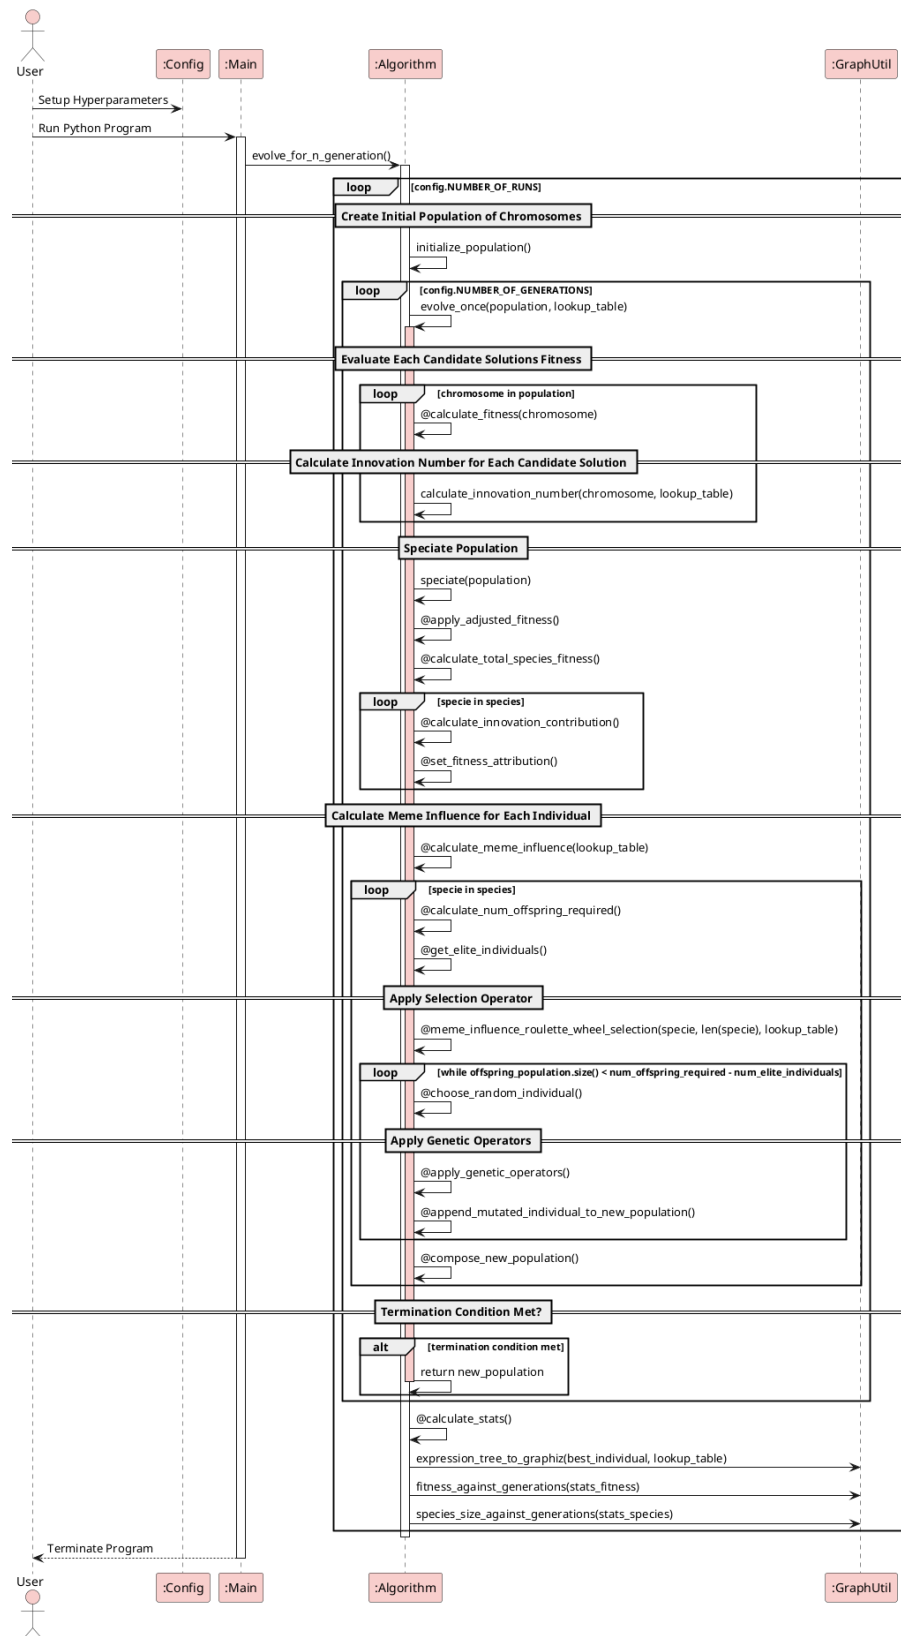 User
:Config
:Main
:Algorithm
:GraphUtil
Setup Hyperparameters
Run Python Program
evolve_for_n_generation()
loop [config.NUMBER_OF_RUNS]
Create Initial Population of Chromosomes
initialize_population()
loop [config.NUMBER_OF_GENERATIONS]
evolve_once(population, lookup_table)
Evaluate Each Candidate Solutions Fitness
loop [chromosome in population]
@calculate_fitness(chromosome)
Calculate Innovation Number for Each Candidate Solution
calculate_innovation_number(chromosome, lookup_table)
Speciate Population
speciate(population)
@apply_adjusted_fitness()
@calculate_total_species_fitness()
loop [specie in species]
@calculate_innovation_contribution()
@set_fitness_attribution()
Calculate Meme Influence for Each Individual
@calculate_meme_influence(lookup_table)
loop [specie in species]
@calculate_num_offspring_required()
@get_elite_individuals()
Apply Selection Operator
@meme_influence_roulette_wheel_selection(specie, len(specie), lookup_table)
loop [while offspring_population.size() < num_offspring_required - num_elite_individuals]
@choose_random_individual()
Apply Genetic Operators
@apply_genetic_operators()
@append_mutated_individual_to_new_population()
@compose_new_population()
Termination Condition Met?
alt [termination condition met]
return new_population
@calculate_stats()
expression_tree_to_graphiz(best_individual, lookup_table)
fitness_against_generations(stats_fitness)
species_size_against_generations(stats_species)
Terminate Program
User
:Config
:Main
:Algorithm
:GraphUtil